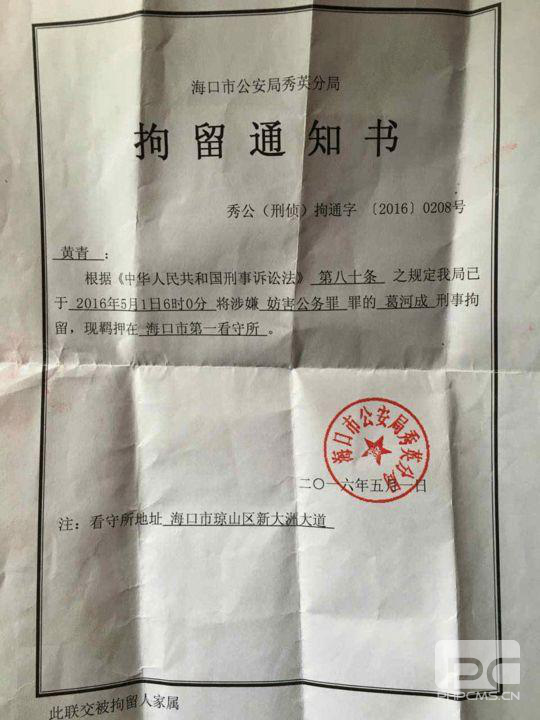 海口市公安局秀英分局
拘留通知书
秀公（刑侦）拘通字〔2016〕0208号
黄青：
根据《中华人民共和国刑事诉讼法》第八十条之规定我局已
于2016年5月1日6时0分将涉嫌妨害公务罪罪的葛河成刑事拘
留，现羁押在海口市第一看守所。
海口市公安局秀英分局
二〇一六年五月一日
注：看守所地址海口市琼山区新大洲大道
此联交被拘留人家属
PHPCMS.CN